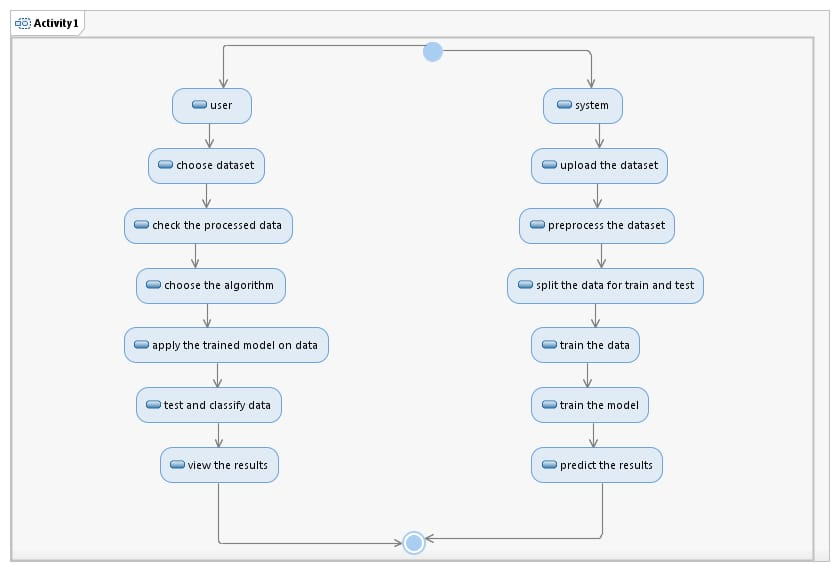 Activity1
user
choose dataset
check the processed data
choose the algorithm
apply the trained model on data
test and classify data
view the results
system
upload the dataset
preprocess the dataset
split the data for train and test
train the data
train the model
predict the results